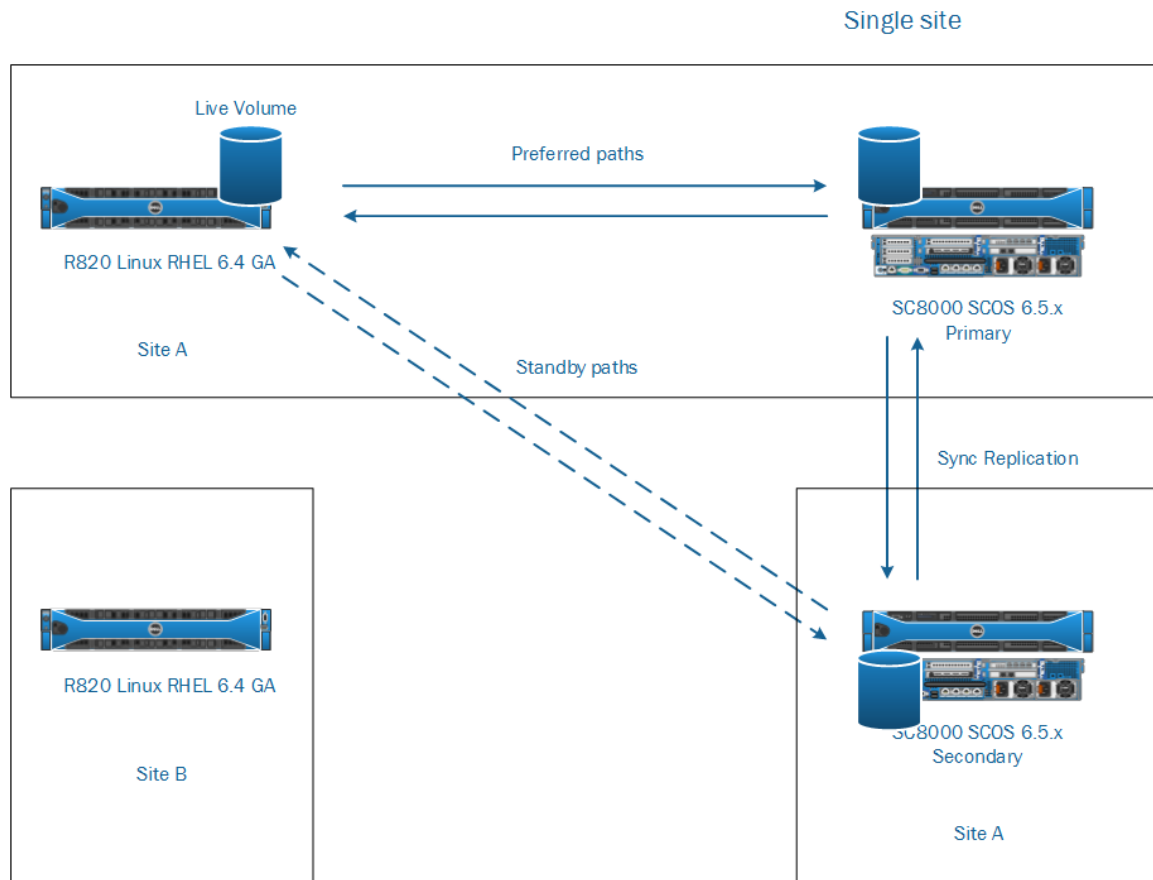 Single site
Live Volume
Preferred paths
R820 Linux RHEL 6.4 GA
SC8000 SCOS 6.5.x
Primary
Site A
Standby paths
Sync Replication
R820 Linux RHEL 6.4 GA
SC8000 SCOS 6.5.x
Secondary
Site B
Site A